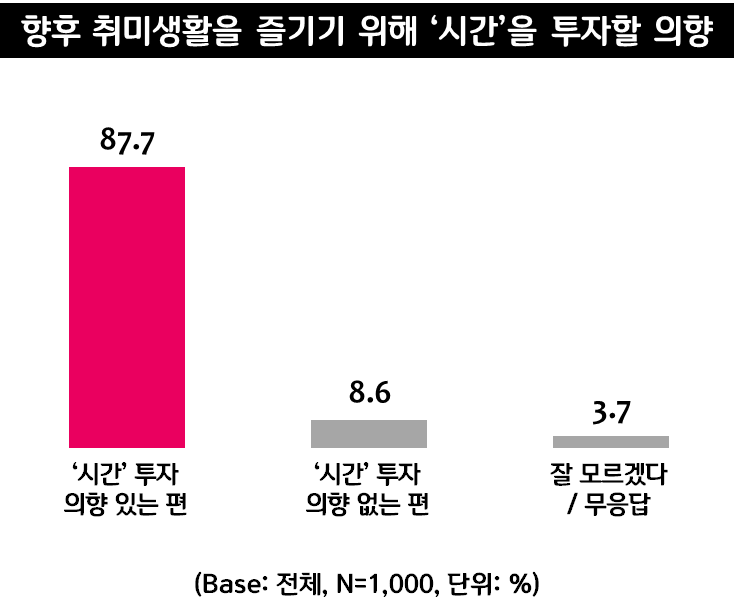 향후 취미생활을 즐기기 위해 ‘시간’을 투자할 의향
87.7
8.6
3.7
‘시간’ 투자
의향 있는 편
‘시간’ 투자
의향 없는 편
잘 모르겠다
/ 무응답
(Base: 전체, N=1,000, 단위: %)